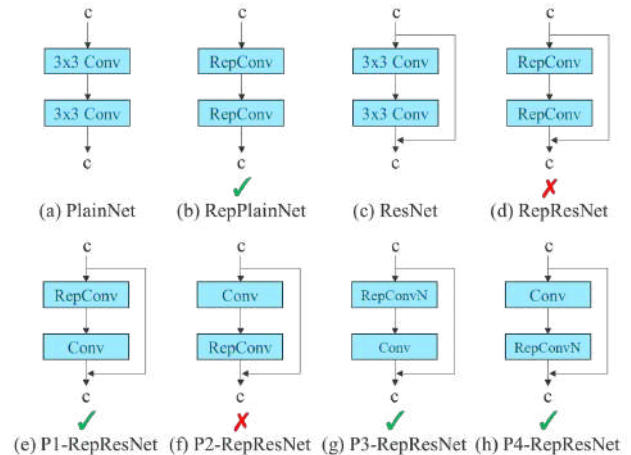 c c c c
3x3 Conv RepConv 3x3 Conv RepConv
3x3 Conv RepConv 3x3 Conv RepConv
c c c c
(a) PlainNet (b) RepPlainNet (c) ResNet (d) RepResNet
c c c c
RepConv Conv RepConvN Conv
Conv RepConv Conv RepConvN
c c c c
(e) P1-RepResNet (f) P2-RepResNet (g) P3-RepResNet (h) P4-RepResNet